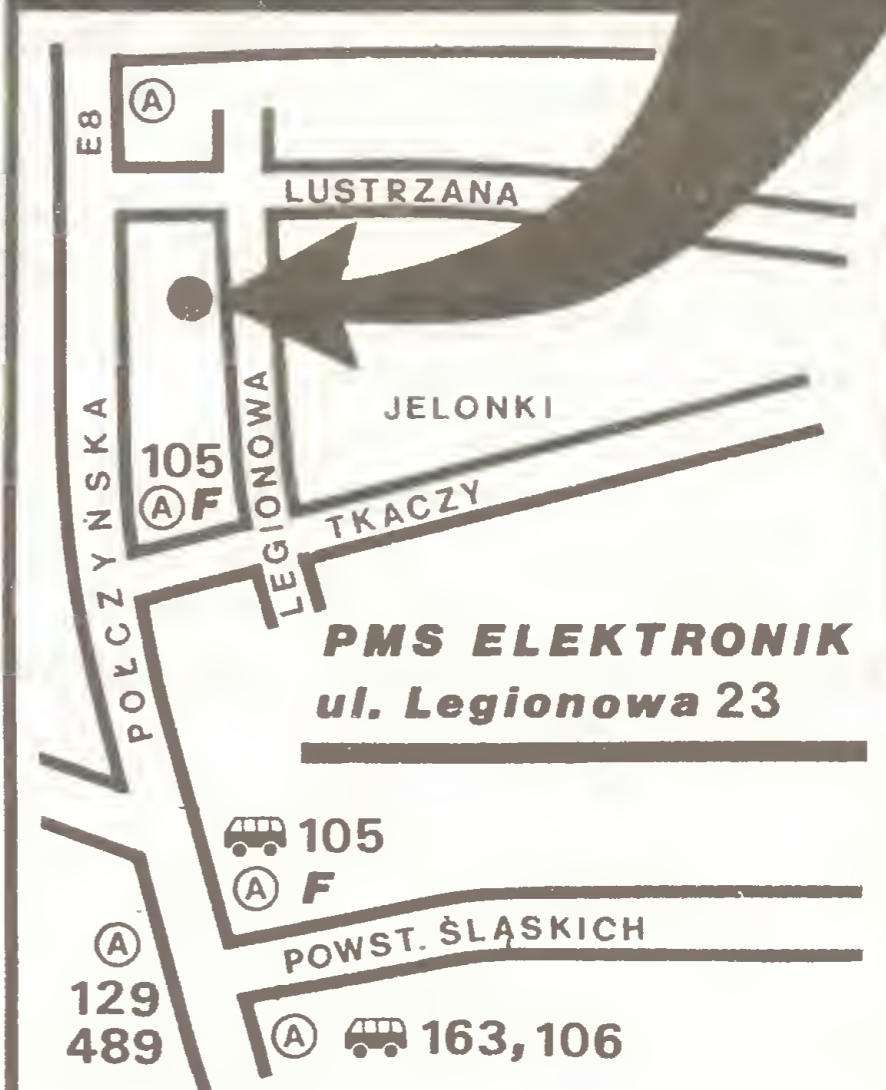 E8
A
LUSTRZANA
POŁCZYŃSKA
LEGIONOWA
JELONKI
105
A F
TKACZY
PMS ELEKTRONIK
ul. Legionowa 23
105
A F
POWST. ŚLĄSKICH
A
129
489
A 163, 106